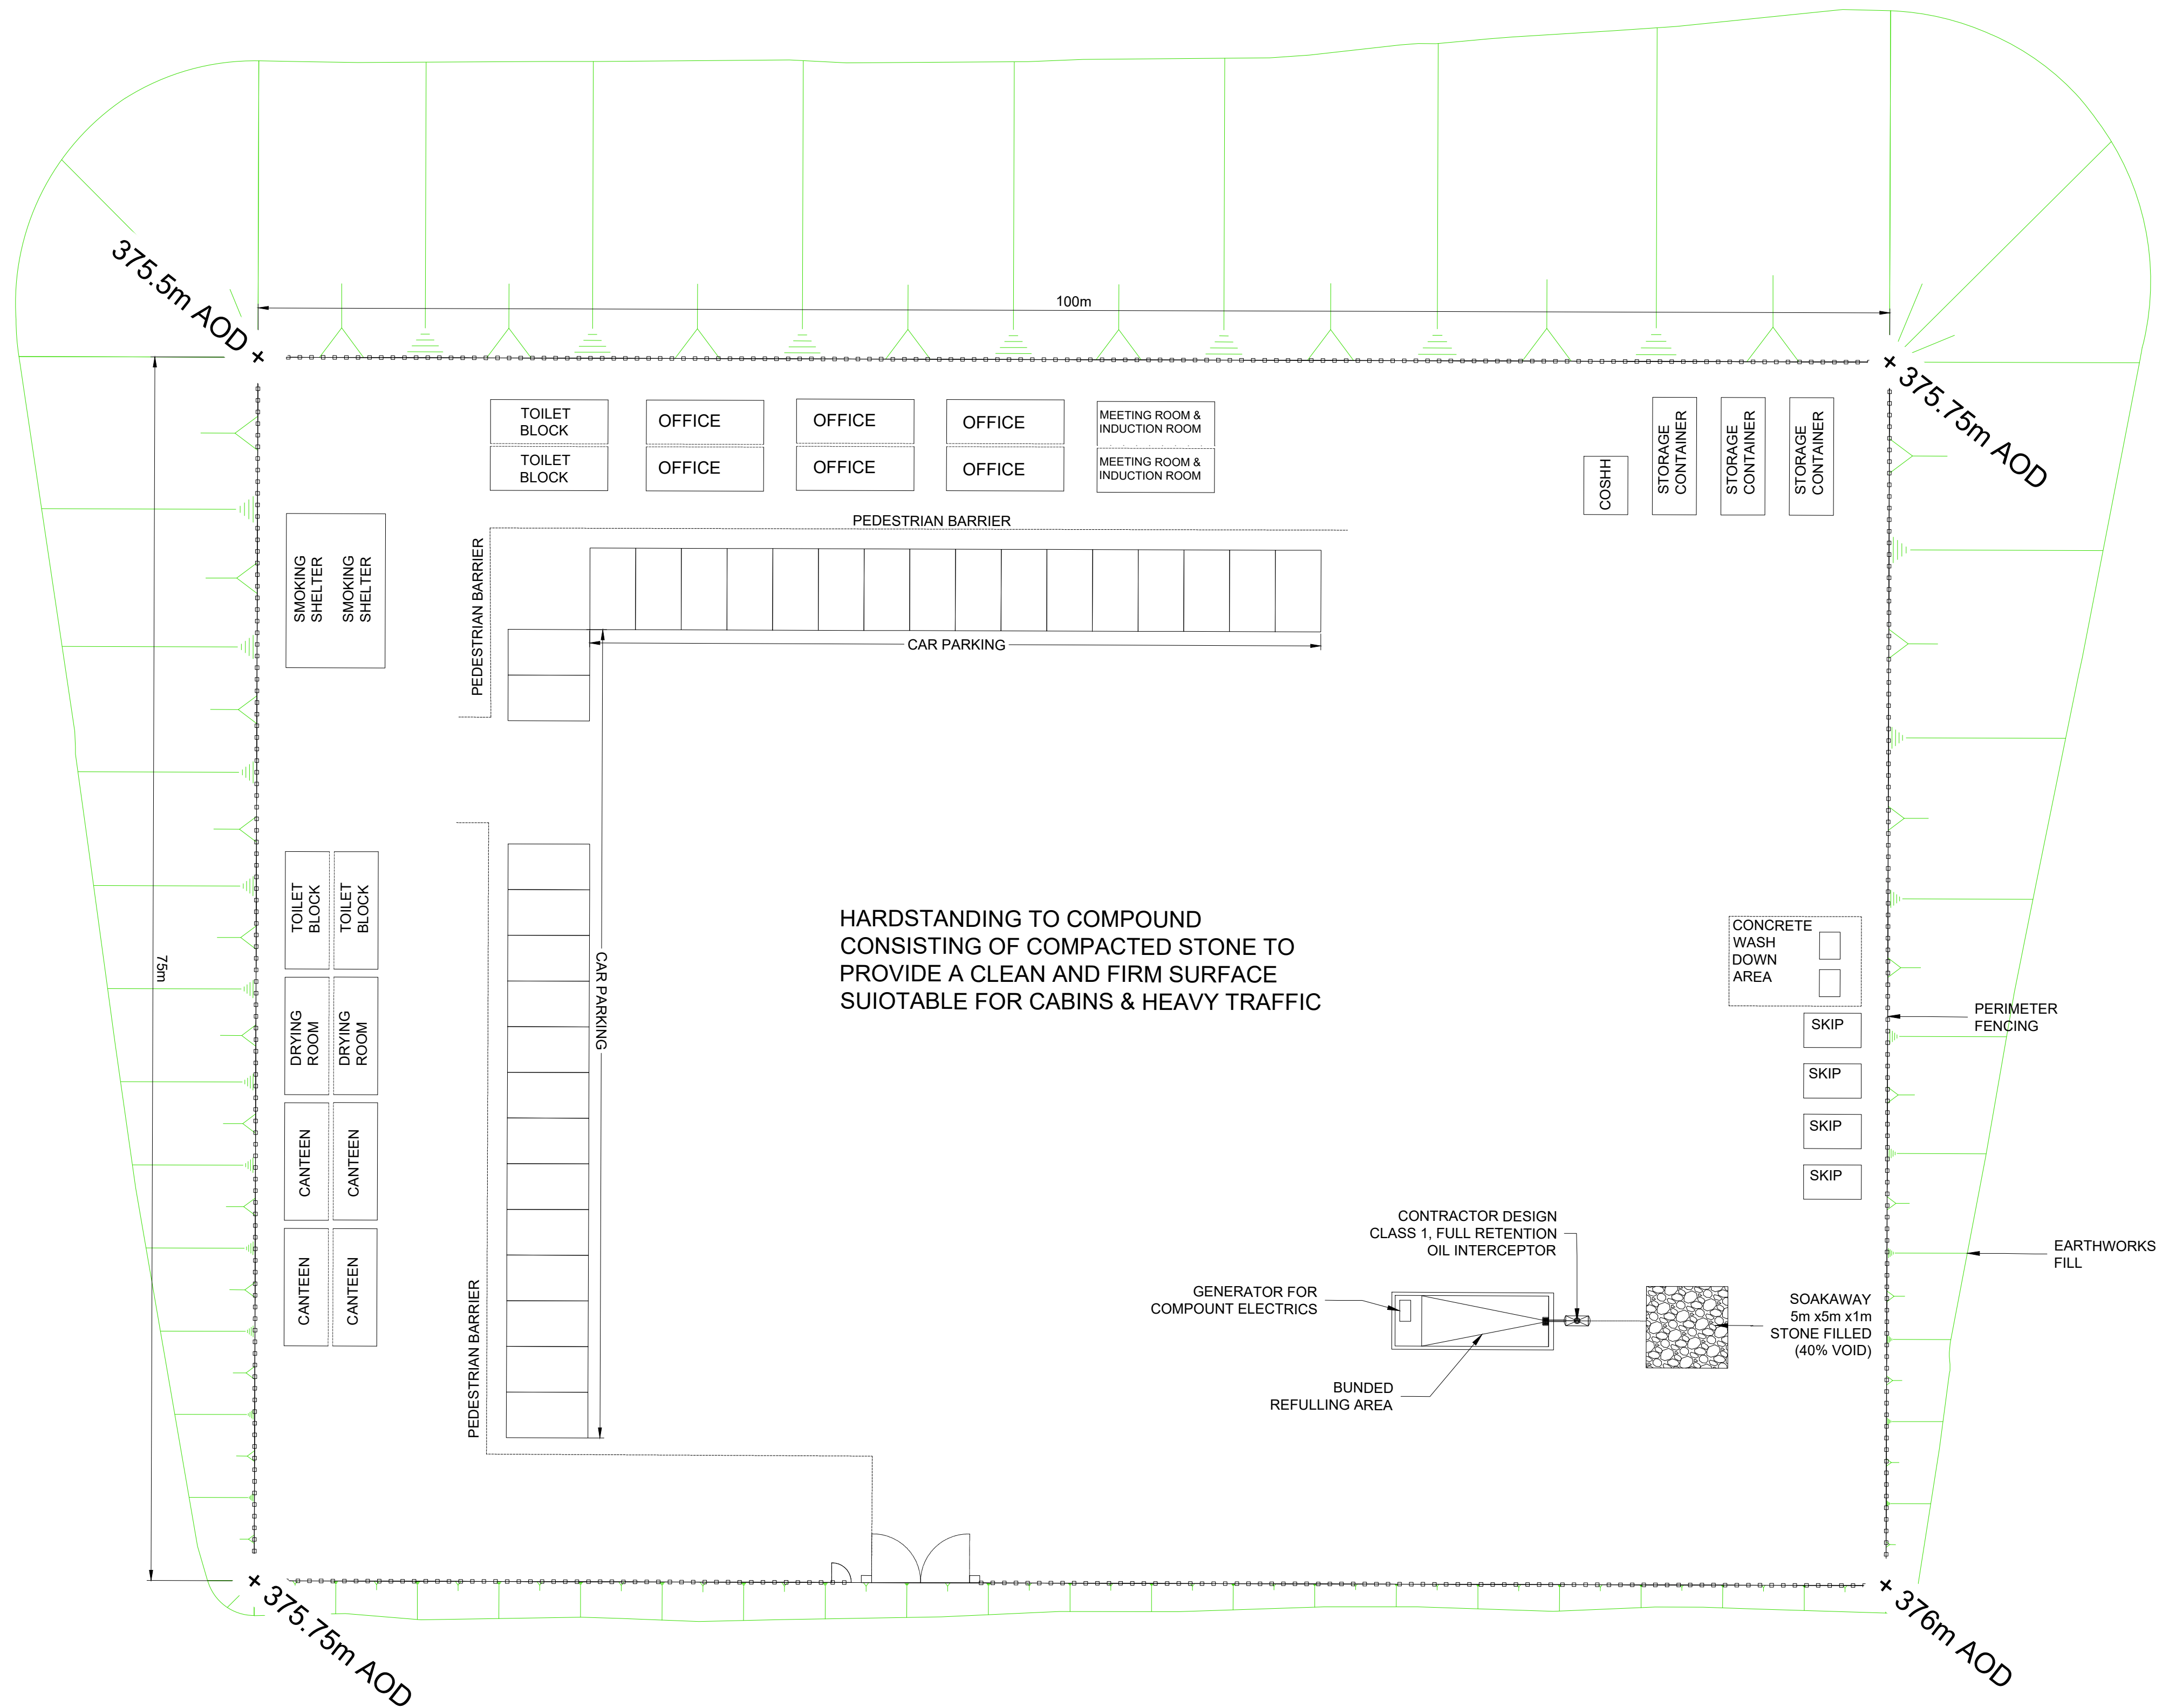 375.5m AOD
100m
375.75m AOD
TOILET
BLOCK
TOILET
BLOCK
OFFICE
OFFICE
OFFICE
OFFICE
OFFICE
OFFICE
MEETING ROOM &
INDUCTION ROOM
MEETING ROOM &
INDUCTION ROOM
COSHH
STORAGE
CONTAINER
STORAGE
CONTAINER
STORAGE
CONTAINER
PEDESTRIAN BARRIER
PEDESTRIAN BARRIER
SMOKING
SHELTER
SMOKING
SHELTER
CAR PARKING
75m
TOILET
BLOCK
TOILET
BLOCK
DRYING
ROOM
DRYING
ROOM
CANTEEN
CANTEEN
CANTEEN
CANTEEN
CAR PARKING
PEDESTRIAN BARRIER
HARDSTANDING TO COMPOUND
CONSISTING OF COMPACTED STONE TO
PROVIDE A CLEAN AND FIRM SURFACE
SUIOTABLE FOR CABINS & HEAVY TRAFFIC
CONCRETE
WASH
DOWN
AREA
SKIP
SKIP
SKIP
SKIP
PERIMETER
FENCING
EARTHWORKS
FILL
CONTRACTOR DESIGN
CLASS 1, FULL RETENTION
OIL INTERCEPTOR
GENERATOR FOR
COMPOUNT ELECTRICS
BUNDED
REFULLING AREA
SOAKAWAY
5m x5m x1m
STONE FILLED
(40% VOID)
375.75m AOD
376m AOD